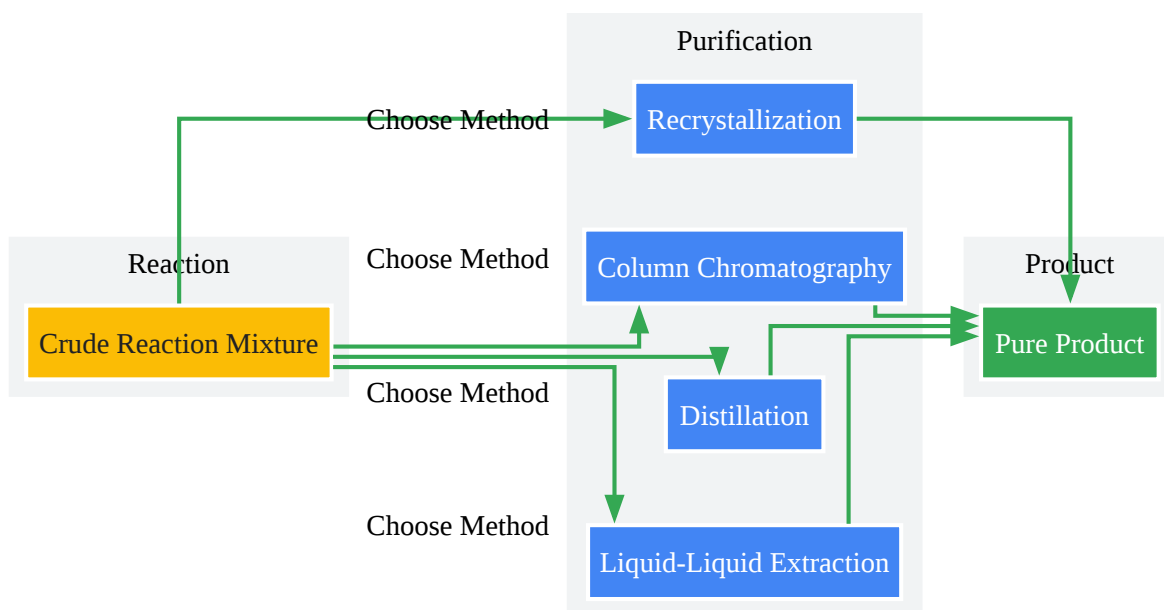 Purification
Choose Method
Recrystallization
Reaction
Choose Method
Column Chromatography
Product
Crude Reaction Mixture
Pure Product
Choose Method
Distillation
Choose Method
Liquid-Liquid Extraction